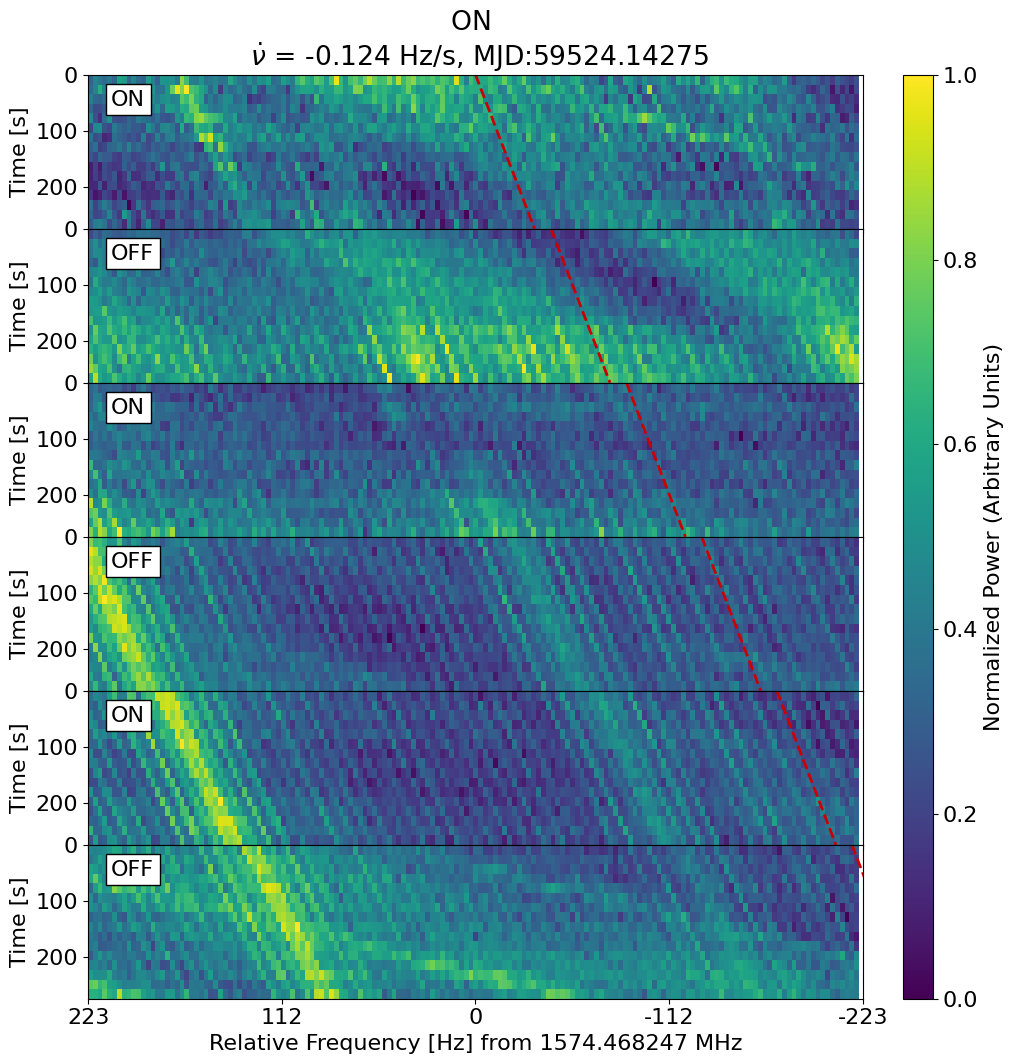 ON
ν̇ = -0.124 Hz/s, MJD:59524.14275
0
ON
100
Time [s]
200
0
OFF
100
Time [s]
200
0
ON
100
Time [s]
200
0
OFF
100
Time [s]
200
0
ON
100
Time [s]
200
0
OFF
100
Time [s]
200
223 112 0 -112 -223
Relative Frequency [Hz] from 1574.468247 MHz
1.0
0.8
0.6
0.4
0.2
0.0
Normalized Power (Arbitrary Units)